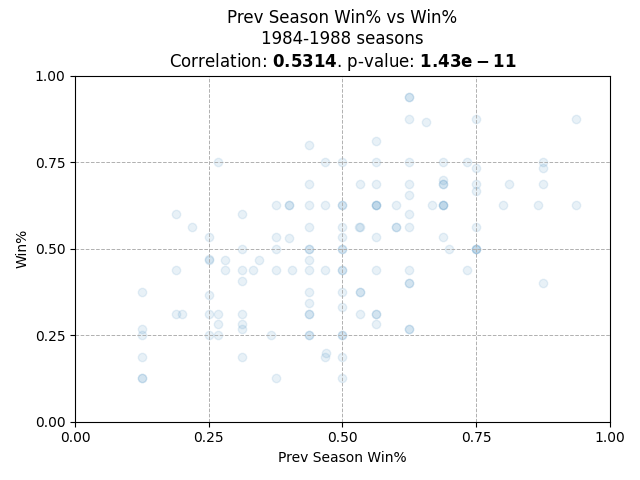 Prev Season Win% vs Win%
1984-1988 seasons
Correlation: 0.5314. p-value: 1.43e − 11
1.00
0.75
0.50
0.25
0.00
Win%
0.00 0.25 0.50 0.75 1.00
Prev Season Win%